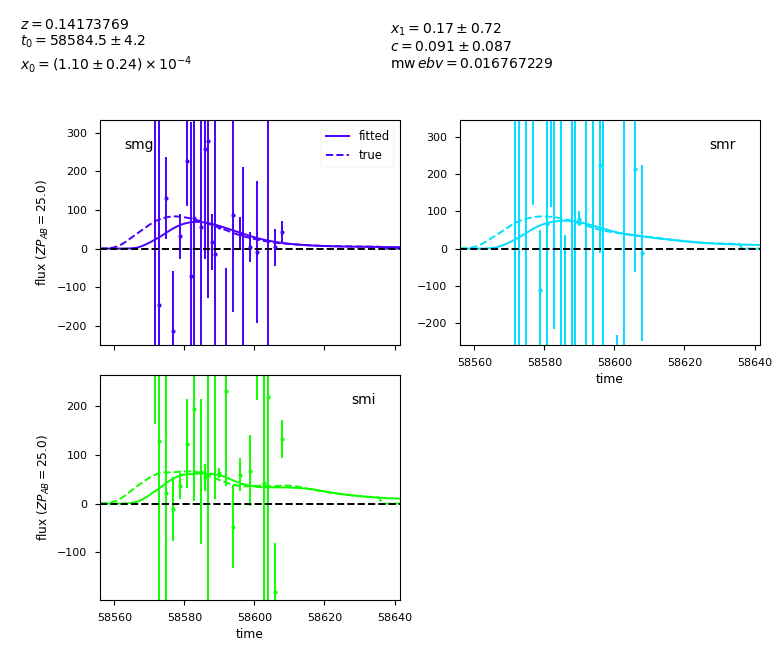 z = 0.14173769
t₀ = 58584.5 ± 4.2
x₀ = (1.10 ± 0.24) × 10⁻⁴
x₁ = 0.17 ± 0.72
c = 0.091 ± 0.087
mw ebv = 0.016767229
smg
fitted
true
300
200
100
0
−100
−200
flux (ZP_AB = 25.0)
smr
300
200
100
0
−100
−200
58560 58580 58600 58620 58640
time
smi
200
100
0
−100
flux (ZP_AB = 25.0)
58560 58580 58600 58620 58640
time